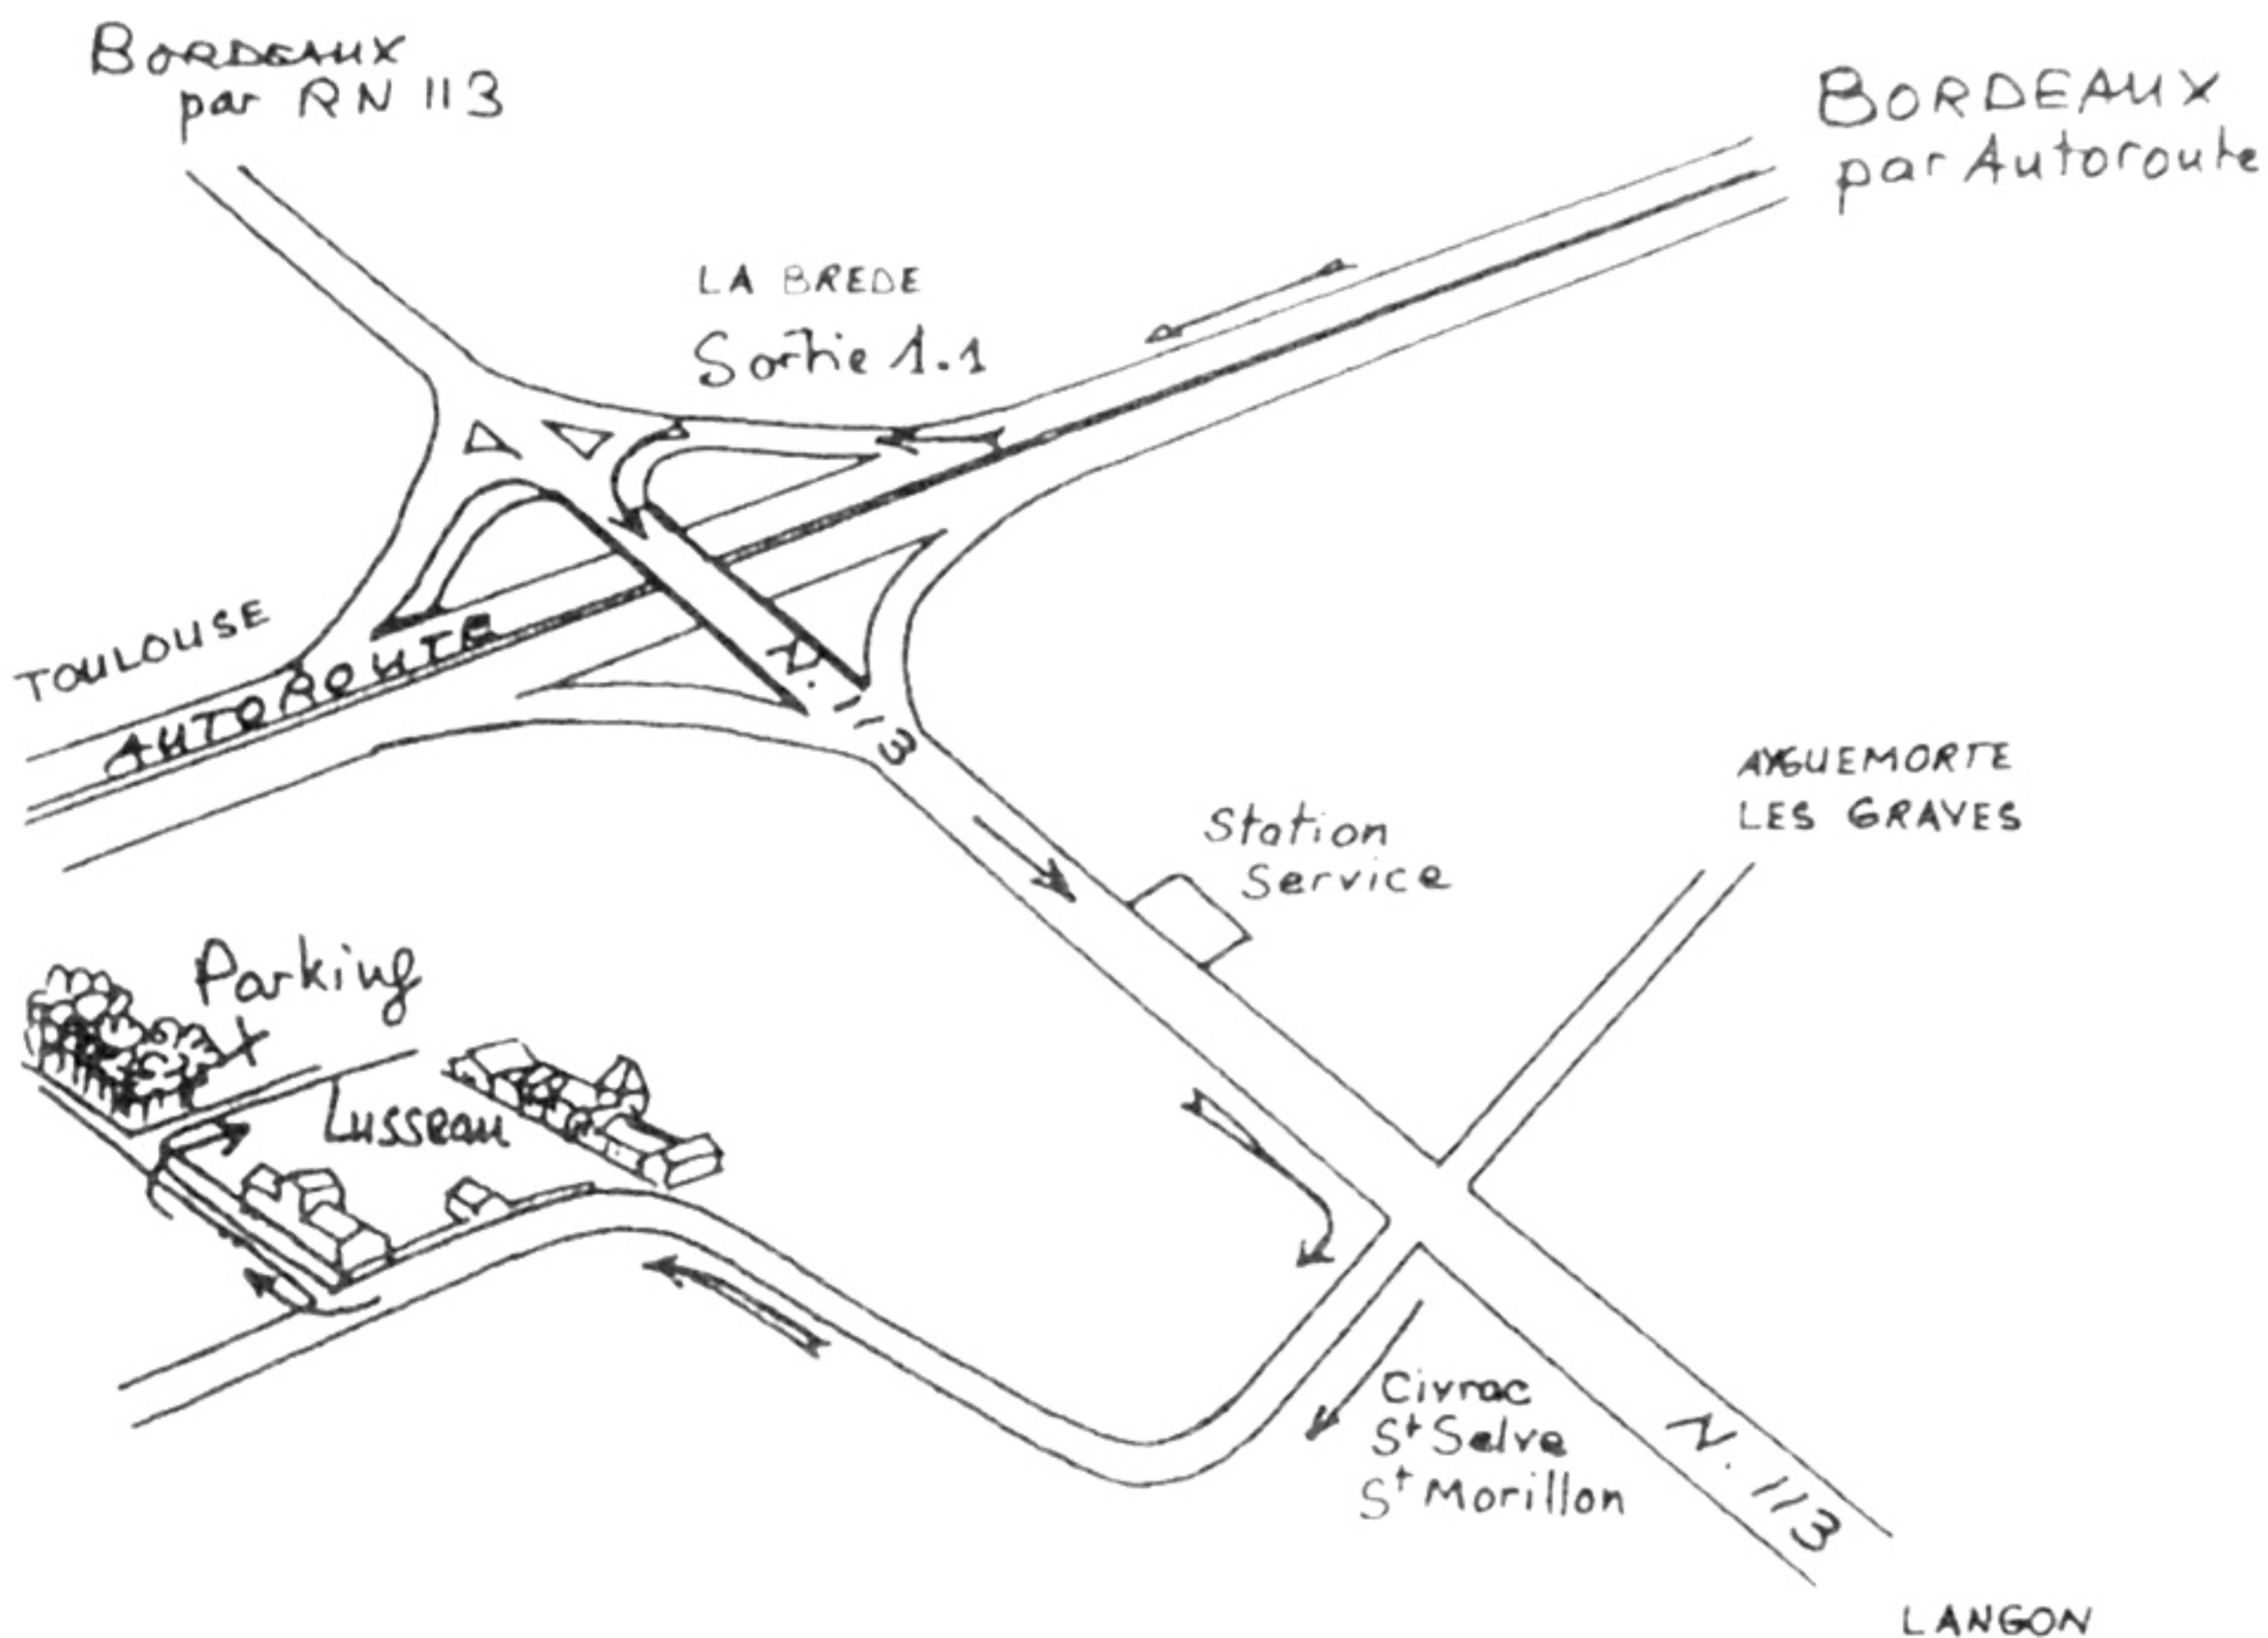 BORDEAUX
par RN 113
BORDEAUX
par Autoroute
LA BREDE
Sortie 1.1
TOULOUSE
AUTOROUTE
N. 113
AYGUEMORTE
LES GRAVES
Station
Service
Parking
Lusseau
Civrac
St Selve
St Morillon
N. 113
LANGON